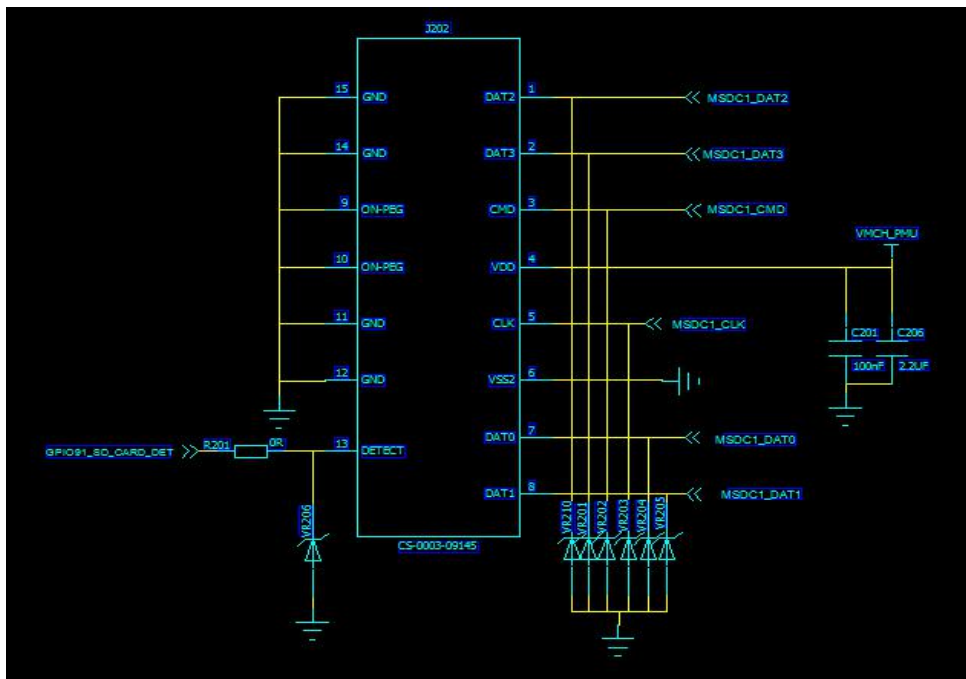 J202
15 GND DAT2 1 MSDC1_DAT2
14 GND DAT3 2 MSDC1_DAT3
9 ON-PEG CMD 3 MSDC1_CMD
VMCH_PMU
10 ON-PEG VDD 4
11 GND CLK 5 MSDC1_CLK
C201 C206
100nF 2.2UF
12 GND VSS2 6
DAT0 7 MSDC1_DAT0
GPIO91_SD_CARD_DET R201 0R 13 DETECT
DAT1 8 MSDC1_DAT1
VR206
VR210 VR201 VR202 VR203 VR204 VR205
CS-0003-09145